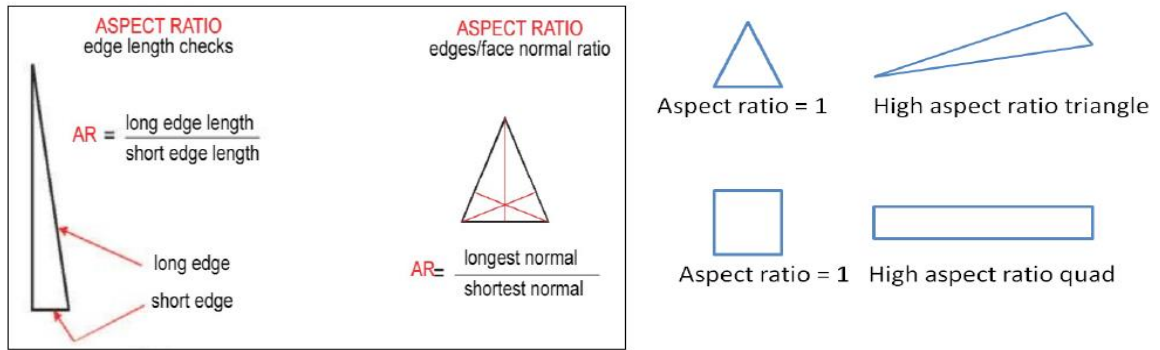 ASPECT RATIO
edge length checks
AR = long edge length
short edge length
long edge
short edge
ASPECT RATIO
edges/face normal ratio
AR= longest normal
shortest normal
Aspect ratio = 1
High aspect ratio triangle
Aspect ratio = 1
High aspect ratio quad